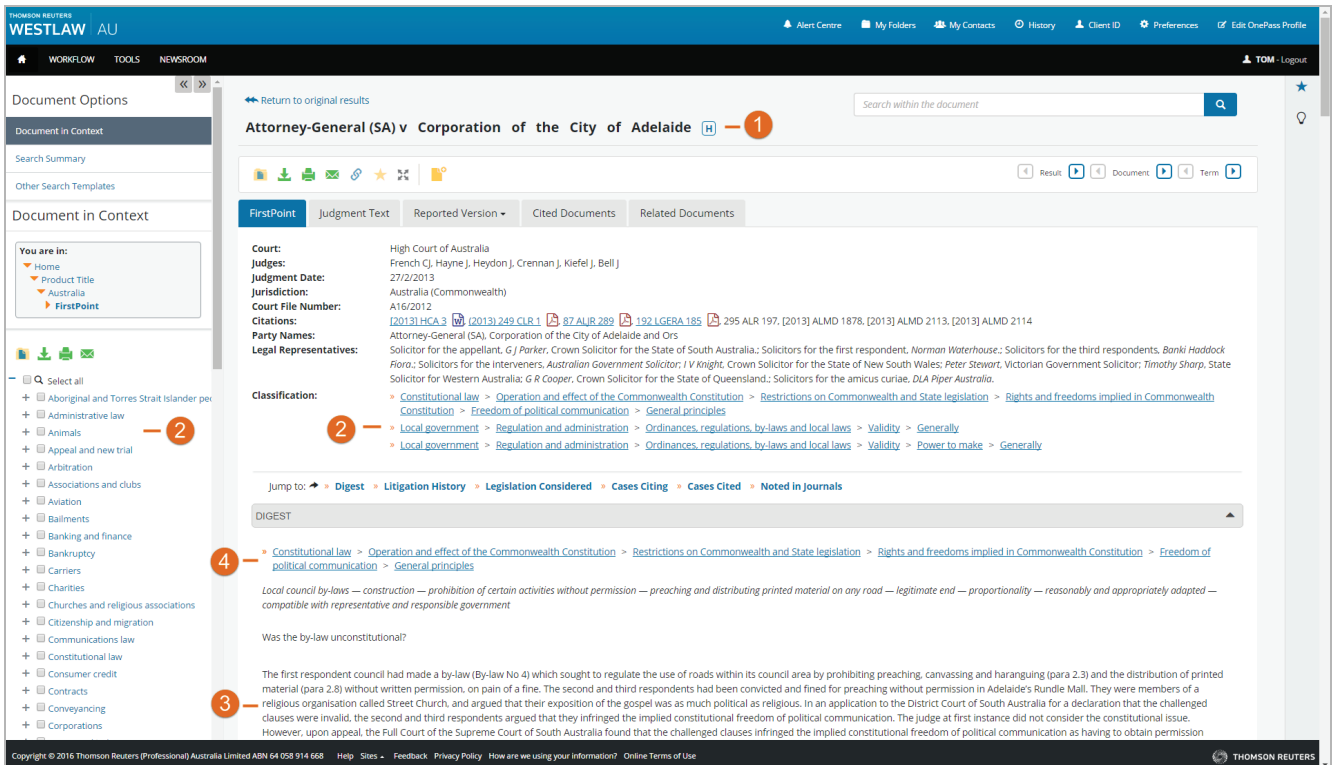 THOMSON REUTERS
WESTLAW AU
Alert Centre My Folders My Contacts History Client ID Preferences Edit OnePass Profile
WORKFLOW TOOLS NEWSROOM
TOM - Logout
Document Options
Document in Context
Search Summary
Other Search Templates
Document in Context
You are in:
Home
Product Title
Australia
FirstPoint
Select all
Aboriginal and Torres Strait Islander
Administrative law
Animals
2
Appeal and new trial
Arbitration
Associations and clubs
Aviation
Bailments
Banking and finance
Bankruptcy
Carriers
Charities
Churches and religious associations
Citizenship and migration
Communications law
Constitutional law
Consumer credit
Contracts
Conveyancing
Corporations
Return to original results
Search within the document
Attorney-General (SA) v Corporation of the City of Adelaide H
1
Result Document Term
FirstPoint Judgment Text Reported Version Cited Documents Related Documents
Court: High Court of Australia
Judges: French CJ, Hayne J, Heydon J, Crennan J, Kiefel J, Bell J
Judgment Date: 27/2/2013
Jurisdiction: Australia (Commonwealth)
Court File Number: A16/2012
Citations: [2013] HCA 3 W, (2013) 249 CLR 1, 87 ALJR 289, 192 LGERA 185, 295 ALR 197, [2013] ALMD 1878, [2013] ALMD 2113, [2013] ALMD 2114
Party Names: Attorney-General (SA), Corporation of the City of Adelaide and Ors
Legal Representatives: Solicitor for the appellant, G J Parker, Crown Solicitor for the State of South Australia.; Solicitors for the first respondent, Norman Waterhouse.; Solicitors for the third respondents, Banki Haddock
Fiora.; Solicitors for the interveners, Australian Government Solicitor; I V Knight, Crown Solicitor for the State of New South Wales; Peter Stewart, Victorian Government Solicitor; Timothy Sharp, State
Solicitor for Western Australia; G R Cooper, Crown Solicitor for the State of Queensland.; Solicitors for the amicus curiae, DLA Piper Australia.
Classification: » Constitutional law > Operation and effect of the Commonwealth Constitution > Restrictions on Commonwealth and State legislation > Rights and freedoms implied in Commonwealth
Constitution > Freedom of political communication > General principles
2
» Local government > Regulation and administration > Ordinances, regulations, by-laws and local laws > Validity > Generally
» Local government > Regulation and administration > Ordinances, regulations, by-laws and local laws > Validity > Power to make > Generally
Jump to: » Digest » Litigation History » Legislation Considered » Cases Citing » Cases Cited » Noted in Journals
DIGEST
4
» Constitutional law > Operation and effect of the Commonwealth Constitution > Restrictions on Commonwealth and State legislation > Rights and freedoms implied in Commonwealth Constitution > Freedom of
political communication > General principles
Local council by-laws — construction — prohibition of certain activities without permission — preaching and distributing printed material on any road — legitimate end — proportionality — reasonably and appropriately adapted —
compatible with representative and responsible government
Was the by-law unconstitutional?
The first respondent council had made a by-law (By-law No 4) which sought to regulate the use of roads within its council area by prohibiting preaching, canvassing and haranguing (para 2.3) and the distribution of printed
material (para 2.8) without written permission, on pain of a fine. The second and third respondents had been convicted and fined for preaching without permission in Adelaide's Rundle Mall. They were members of a
3
religious organisation called Street Church, and argued that their exposition of the gospel was as much political as religious. In an application to the District Court of South Australia for a declaration that the challenged
clauses were invalid, the second and third respondents argued that they infringed the implied constitutional freedom of political communication. The judge at first instance did not consider the constitutional issue.
However, upon appeal, the Full Court of the Supreme Court of South Australia found that the challenged clauses infringed the implied constitutional freedom of political communication as having to obtain permission
Copyright © 2016 Thomson Reuters (Professional) Australia Limited ABN 64 058 914 668 Help Sites Feedback Privacy Policy How are we using your information? Online Terms of Use
THOMSON REUTERS